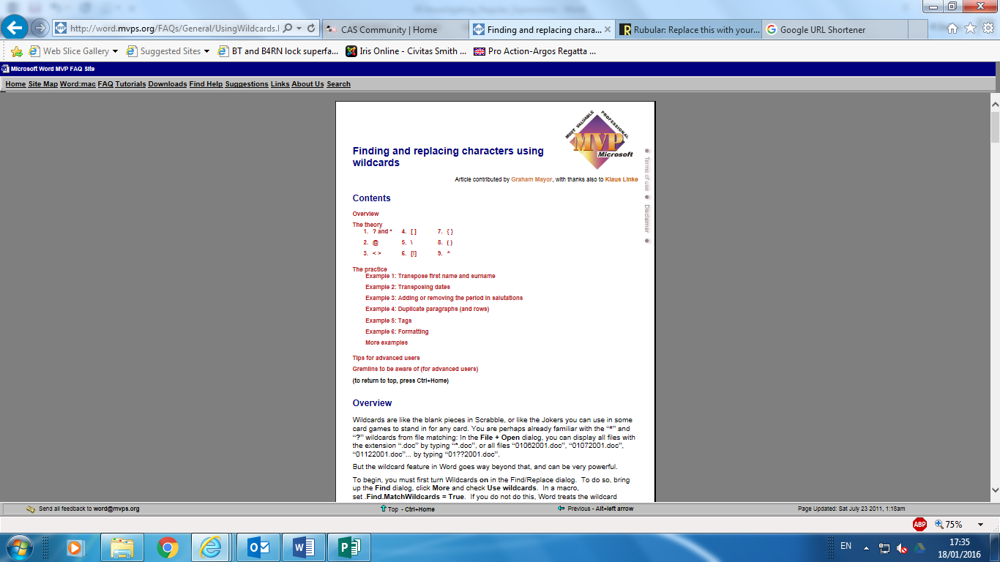 http://word.mvps.org/FAQs/General/UsingWildcards.
CAS Community | Home
Finding and replacing chara...
Rubular: Replace this with your...
Google URL Shortener
Web Slice Gallery
Suggested Sites
BT and B4RN lock superfa...
Iris Online - Civitas Smith ...
Pro Action-Argos Regatta ...
Microsoft Word MVP FAQ Site
Home Site Map Word:mac FAQ Tutorials Downloads Find Help Suggestions Links About Us Search
MOST VALUABLE PROFESSIONAL
MVP
Microsoft
Finding and replacing characters using
wildcards
Terms of use
Disclaimer
Article contributed by Graham Mayor, with thanks also to Klaus Linke
Contents
Overview
The theory
1. ? and * 4. [ ] 7. { }
2. @ 5. \ 8. ( )
3. < > 6. [!] 9. ^
The practice
Example 1: Transpose first name and surname
Example 2: Transposing dates
Example 3: Adding or removing the period in salutations
Example 4: Duplicate paragraphs (and rows)
Example 5: Tags
Example 6: Formatting
More examples
Tips for advanced users
Gremlins to be aware of (for advanced users)
(to return to top, press Ctrl+Home)
Overview
Wildcards are like the blank pieces in Scrabble, or like the Jokers you can use in some
card games to stand in for any card. You are perhaps already familiar with the “*” and
“?” wildcards from file matching: In the File + Open dialog, you can display all files with
the extension “.doc” by typing “*.doc”, or all files “01062001.doc”, “01072001.doc”,
“01122001.doc”... by typing “01??2001.doc”.
But the wildcard feature in Word goes way beyond that, and can be very powerful.
To begin, you must first turn Wildcards on in the Find/Replace dialog. To do so, bring
up the Find dialog, click More and check Use wildcards. In a macro,
set .Find.MatchWildcards = True. If you do not do this, Word treats the wildcard
Send all feedback to word@mvps.org
Top - Ctrl+Home
Previous - Alt+left arrow
Page Updated: Sat July 23 2011, 1:18am
ABP
75%
EN
17:35
18/01/2016